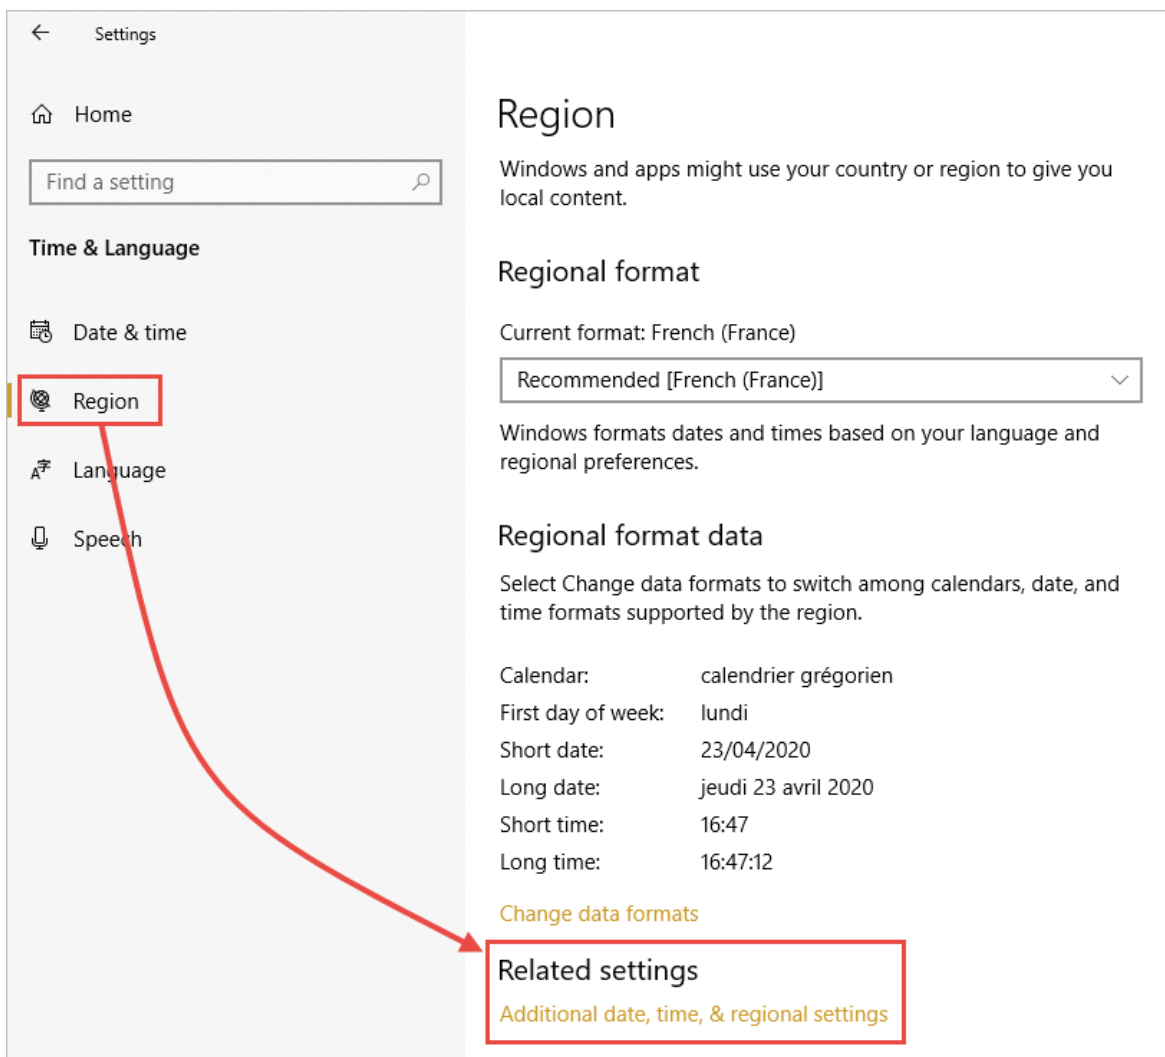 Settings
Home
Find a setting
Time & Language
Date & time
Region
Language
Speech
Region
Windows and apps might use your country or region to give you
local content.
Regional format
Current format: French (France)
Recommended [French (France)]
Windows formats dates and times based on your language and
regional preferences.
Regional format data
Select Change data formats to switch among calendars, date, and
time formats supported by the region.
Calendar: calendrier grégorien
First day of week: lundi
Short date: 23/04/2020
Long date: jeudi 23 avril 2020
Short time: 16:47
Long time: 16:47:12
Change data formats
Related settings
Additional date, time, & regional settings